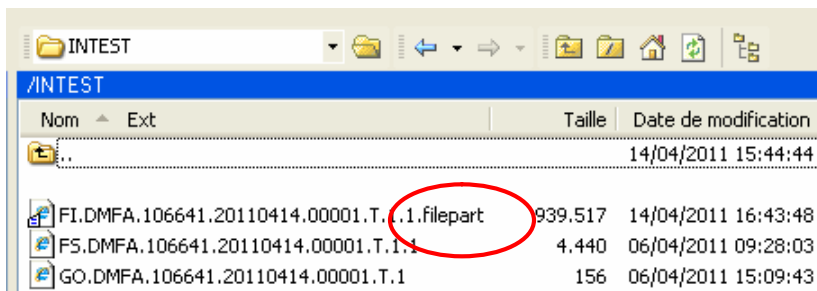 INTEST
/INTEST
Nom Ext Taille Date de modification
.. 14/04/2011 15:44:44
FI.DMFA.106641.20110414.00001.T.1.1.filepart 939.517 14/04/2011 16:43:48
FS.DMFA.106641.20110414.00001.T.1.1 4.440 06/04/2011 09:28:03
GO.DMFA.106641.20110414.00001.T.1 156 06/04/2011 15:09:43